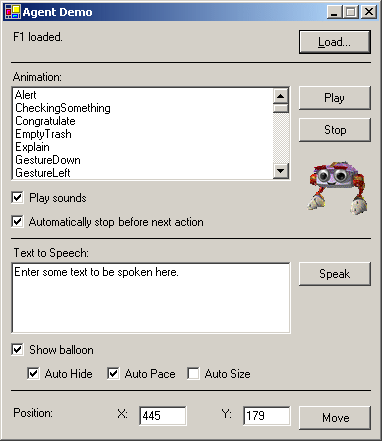 Agent Demo
F1 loaded.
Load...
Animation:
Alert
CheckingSomething
Congratulate
EmptyTrash
Explain
GestureDown
GestureLeft
Play
Stop
Play sounds
Automatically stop before next action
Text to Speech:
Enter some text to be spoken here.
Speak
Show balloon
Auto Hide Auto Pace Auto Size
Position: X: 445 Y: 179 Move